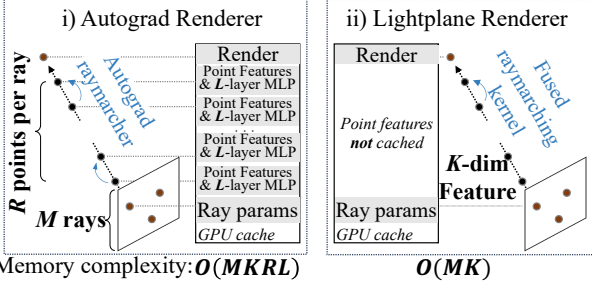 i) Autograd Renderer
R points per ray
M rays
Autograd
raymarcher
Render
Point Features
& L-layer MLP
Point Features
& L-layer MLP
...
Point Features
& L-layer MLP
Point Features
& L-layer MLP
Ray params
GPU cache
Memory complexity: O(MKRL)
ii) Lightplane Renderer
Render
Point features
not cached
Ray params
GPU cache
Fused
raymarching
kernel
K-dim
Feature
O(MK)